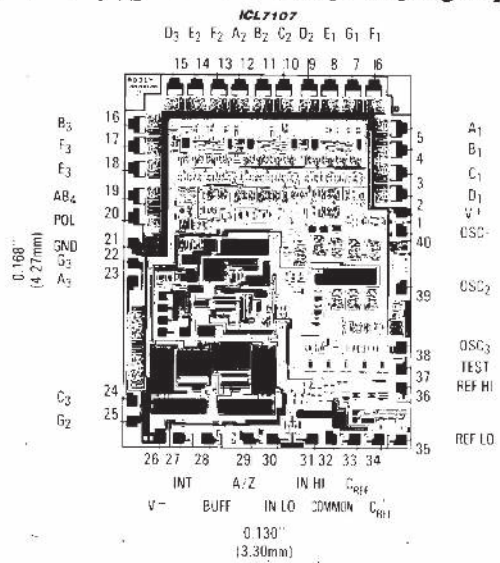 ICL7107
D3 E2 F2 A2 B2 C2 D2 E1 G1 F1
15 14 13 12 11 10 9 8 7 6
B3 16
F3 17
E3 18
AB4 19
POL 20
GND 21
G3 22
A3 23
C3 24
G2 25
5 A1
4 B1
3 C1
2 D1
1 V+
40 OSC
39 OSC2
38 OSC3
37 TEST
36 REF HI
35 REF LO
0.168"
(4.27mm)
26 27 28 29 30 31 32 33 34
INT A/Z IN HI CREF
V− BUFF IN LO COMMON CREF
0.130"
(3.30mm)